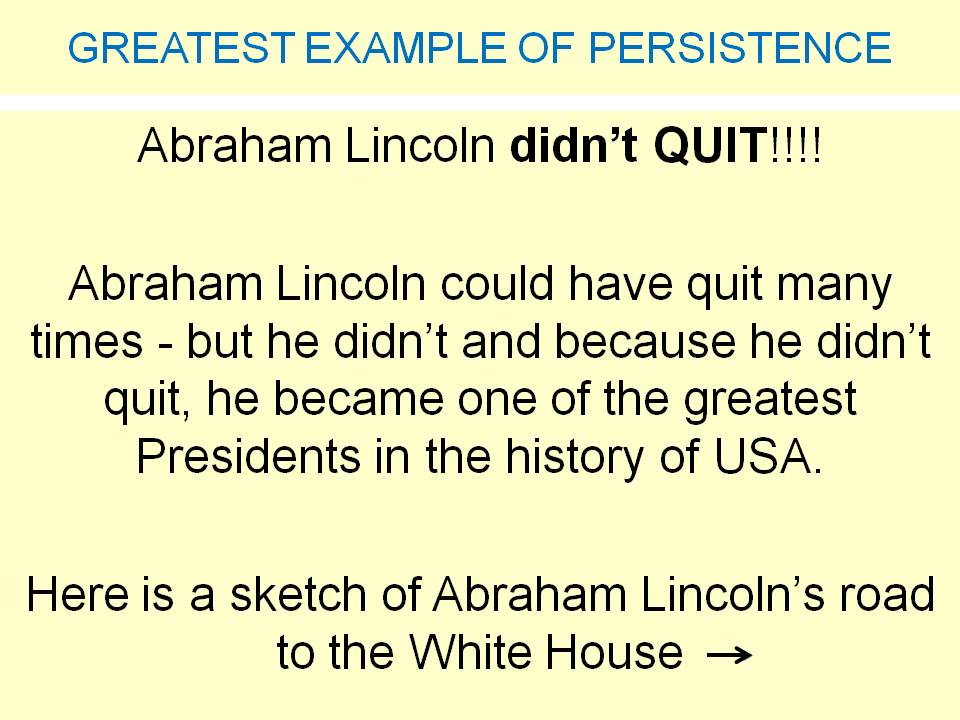 GREATEST EXAMPLE OF PERSISTENCE
Abraham Lincoln didn’t QUIT!!!!
Abraham Lincoln could have quit many
times - but he didn’t and because he didn’t
quit, he became one of the greatest
Presidents in the history of USA.
Here is a sketch of Abraham Lincoln’s road
to the White House →